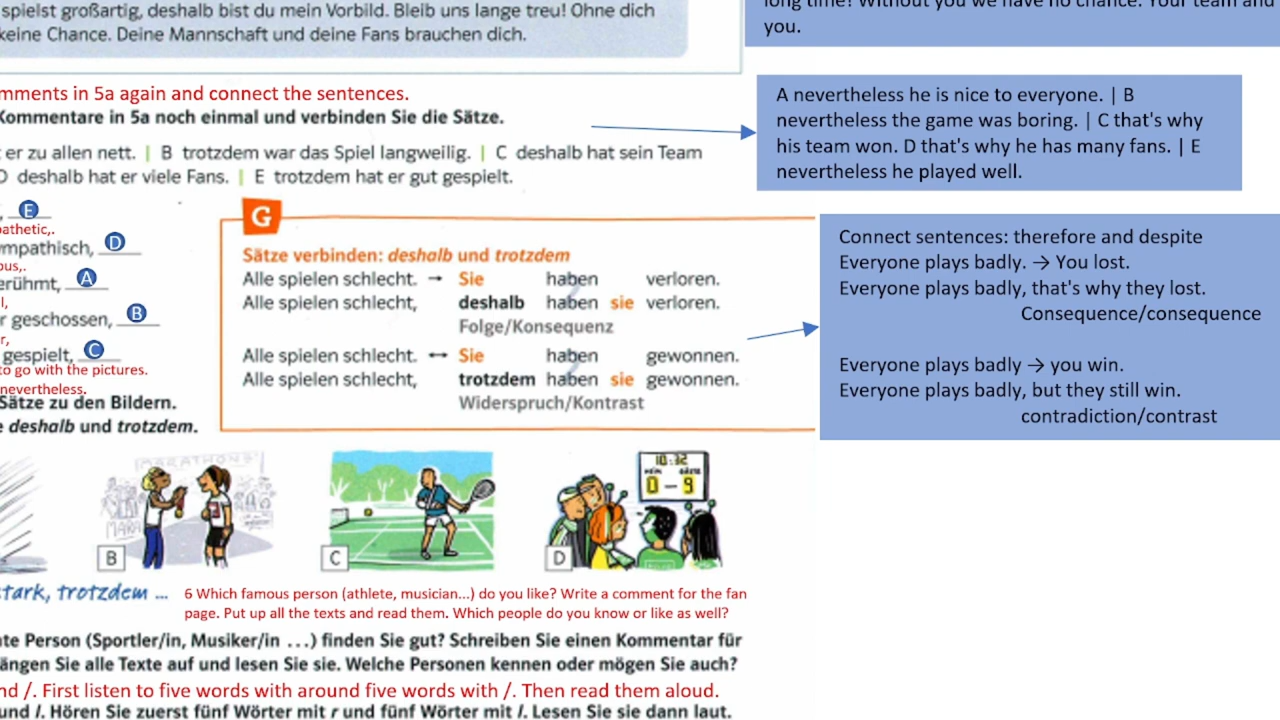 spielst großartig, deshalb bist du mein Vorbild. Bleib uns lange treu! Ohne dich
keine Chance. Deine Mannschaft und deine Fans brauchen dich.
long time! Without you we have no chance. Your team and
you.
mments in 5a again and connect the sentences.
Kommentare in 5a noch einmal und verbinden Sie die Sätze.
er zu allen nett. | B trotzdem war das Spiel langweilig. | C deshalb hat sein Team
D deshalb hat er viele Fans. | E trotzdem hat er gut gespielt.
A nevertheless he is nice to everyone. | B
nevertheless the game was boring. | C that's why
his team won. D that's why he has many fans. | E
nevertheless he played well.
, E
pathetic,.
ympathisch, D
ous,.
erühmt, A
l,
r geschossen, B
r,
gespielt, C
to go with the pictures.
nevertheless.
Sätze zu den Bildern.
e deshalb und trotzdem.
G
Sätze verbinden: deshalb und trotzdem
Alle spielen schlecht. → Sie haben verloren.
Alle spielen schlecht, deshalb haben sie verloren.
Folge/Konsequenz
Alle spielen schlecht. ↔ Sie haben gewonnen.
Alle spielen schlecht, trotzdem haben sie gewonnen.
Widerspruch/Kontrast
Connect sentences: therefore and despite
Everyone plays badly. → You lost.
Everyone plays badly, that's why they lost.
Consequence/consequence
Everyone plays badly → you win.
Everyone plays badly, but they still win.
contradiction/contrast
MARATHON
B
C
10:32
0 - 9
D
stark, trotzdem ...
6 Which famous person (athlete, musician...) do you like? Write a comment for the fan
page. Put up all the texts and read them. Which people do you know or like as well?
te Person (Sportler/in, Musiker/in ...) finden Sie gut? Schreiben Sie einen Kommentar für
ängen Sie alle Texte auf und lesen Sie sie. Welche Personen kennen oder mögen Sie auch?
nd /. First listen to five words with around five words with /. Then read them aloud.
und l. Hören Sie zuerst fünf Wörter mit r und fünf Wörter mit l. Lesen Sie sie dann laut.